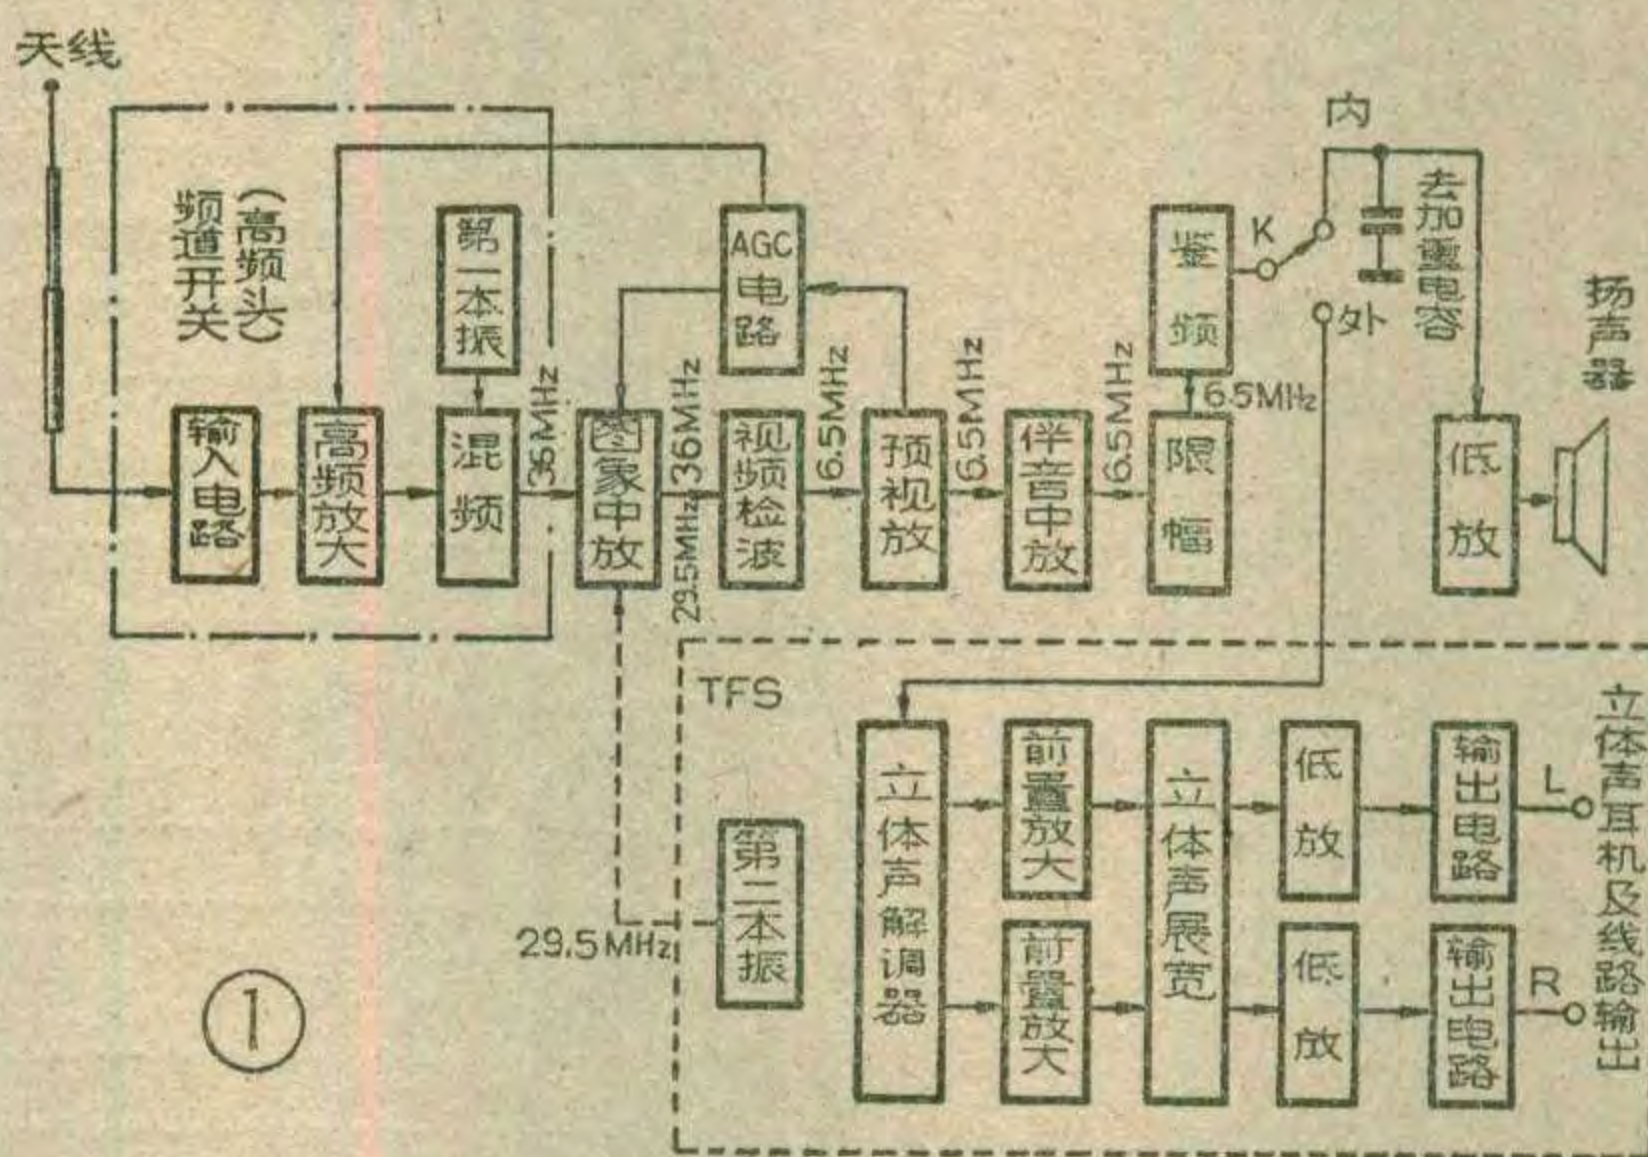 天线
频道开关
(高频头)
第一本振
AGC电路
鉴频
K
内
外
去加重电容
扬声器
输入电路
高频放大
混频
36MHz
图象中放
29.5MHz 36MHz
视频检波
6.5MHz
预视放
6.5MHz
伴音中放
6.5MHz
限幅
6.5MHz
低放
TFS
第二本振
29.5MHz
立体声解调器
前置放大
前置放大
立体声展宽
低放
低放
输出电路
输出电路
L
R
立体声耳机及线路输出
①